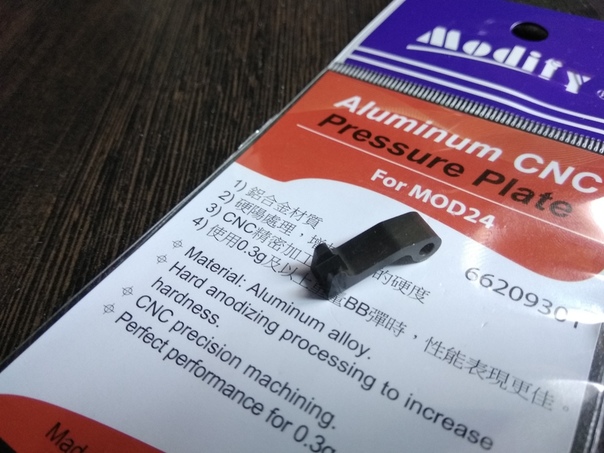 Modify
Aluminum CNC
Pressure Plate
For MOD24
1) 鋁合金材質
2) 硬陽處理，的硬度
3) CNC精密加工
4) 使用0.3g及以上BB彈時，性能表現更佳。
6620930
Material: Aluminum alloy.
Hard anodizing processing to increase
hardness.
CNC precision machining.
Perfect performance for 0.3g